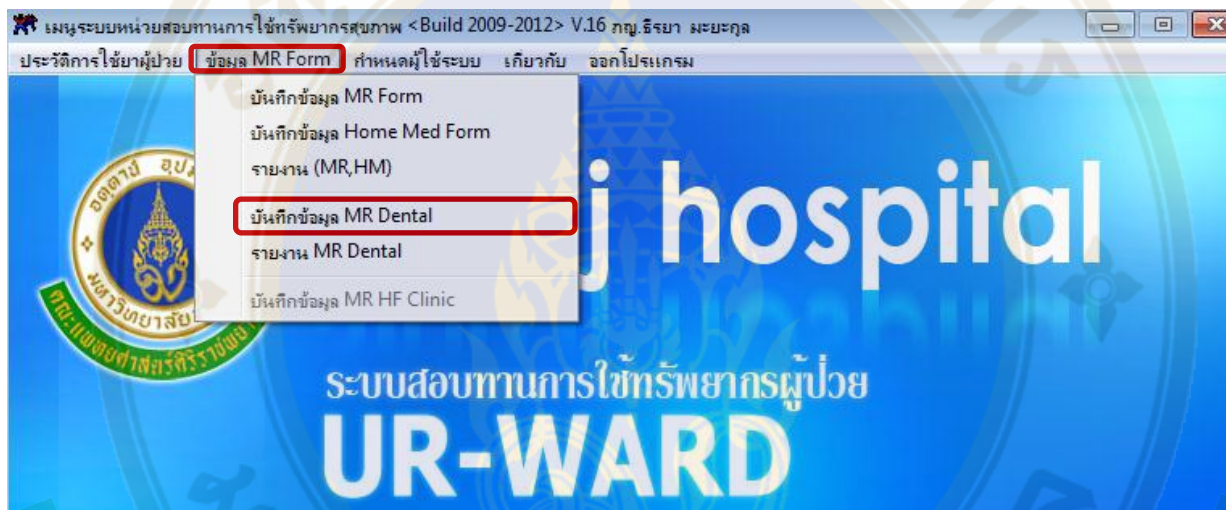 เมนูระบบหน่วยสอบทานการใช้ทรัพยากรสุขภาพ <Build 2009-2012> V.16 ภญ.ธิรยา มะยะกุล
ประวัติการใช้ยาผู้ป่วย ข้อมูล MR Form กำหนดผู้ใช้ระบบ เกี่ยวกับ ออกโปรแกรม
บันทึกข้อมูล MR Form
บันทึกข้อมูล Home Med Form
รายงาน (MR,HM)
บันทึกข้อมูล MR Dental
รายงาน MR Dental
บันทึกข้อมูล MR HF Clinic
j hospital
ระบบสอบทานการใช้ทรัพยากรผู้ป่วย
UR-WARD